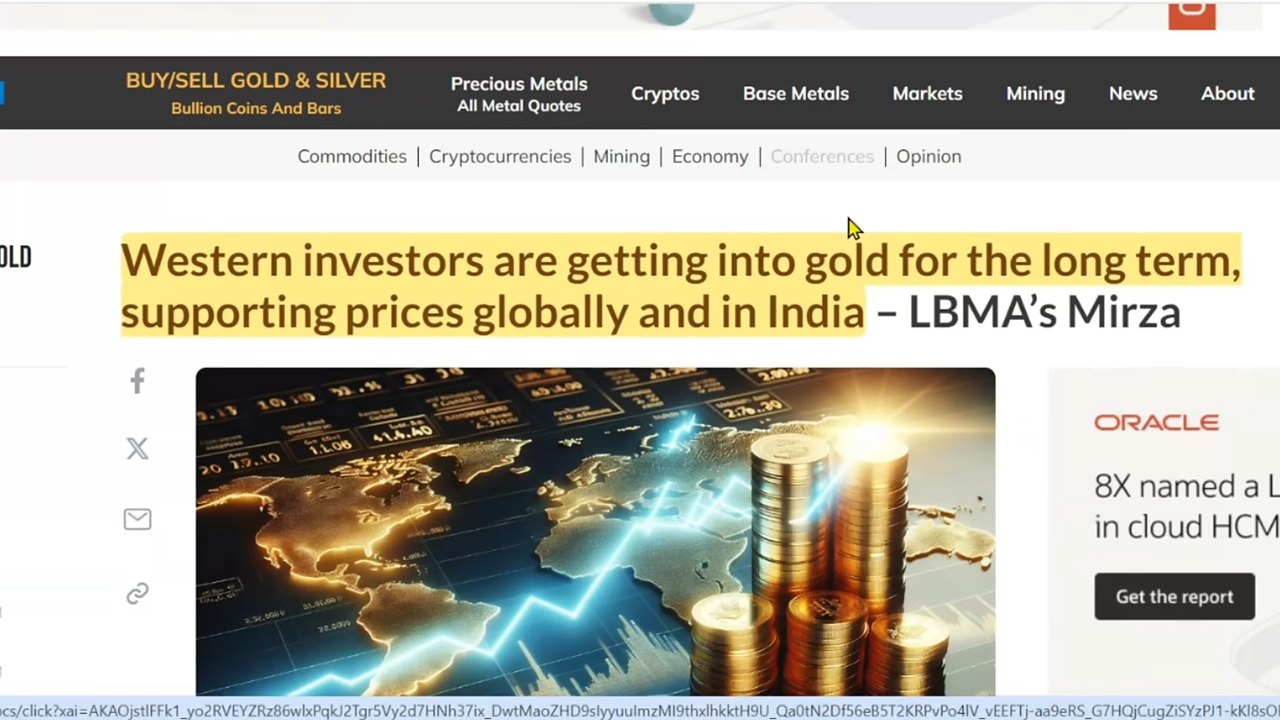 BUY/SELL GOLD & SILVER
Bullion Coins And Bars
Precious Metals
All Metal Quotes
Cryptos
Base Metals
Markets
Mining
News
About
Commodities | Cryptocurrencies | Mining | Economy | Conferences | Opinion
OLD
Western investors are getting into gold for the long term,
supporting prices globally and in India – LBMA’s Mirza
ORACLE
8X named a L
in cloud HCM
Get the report